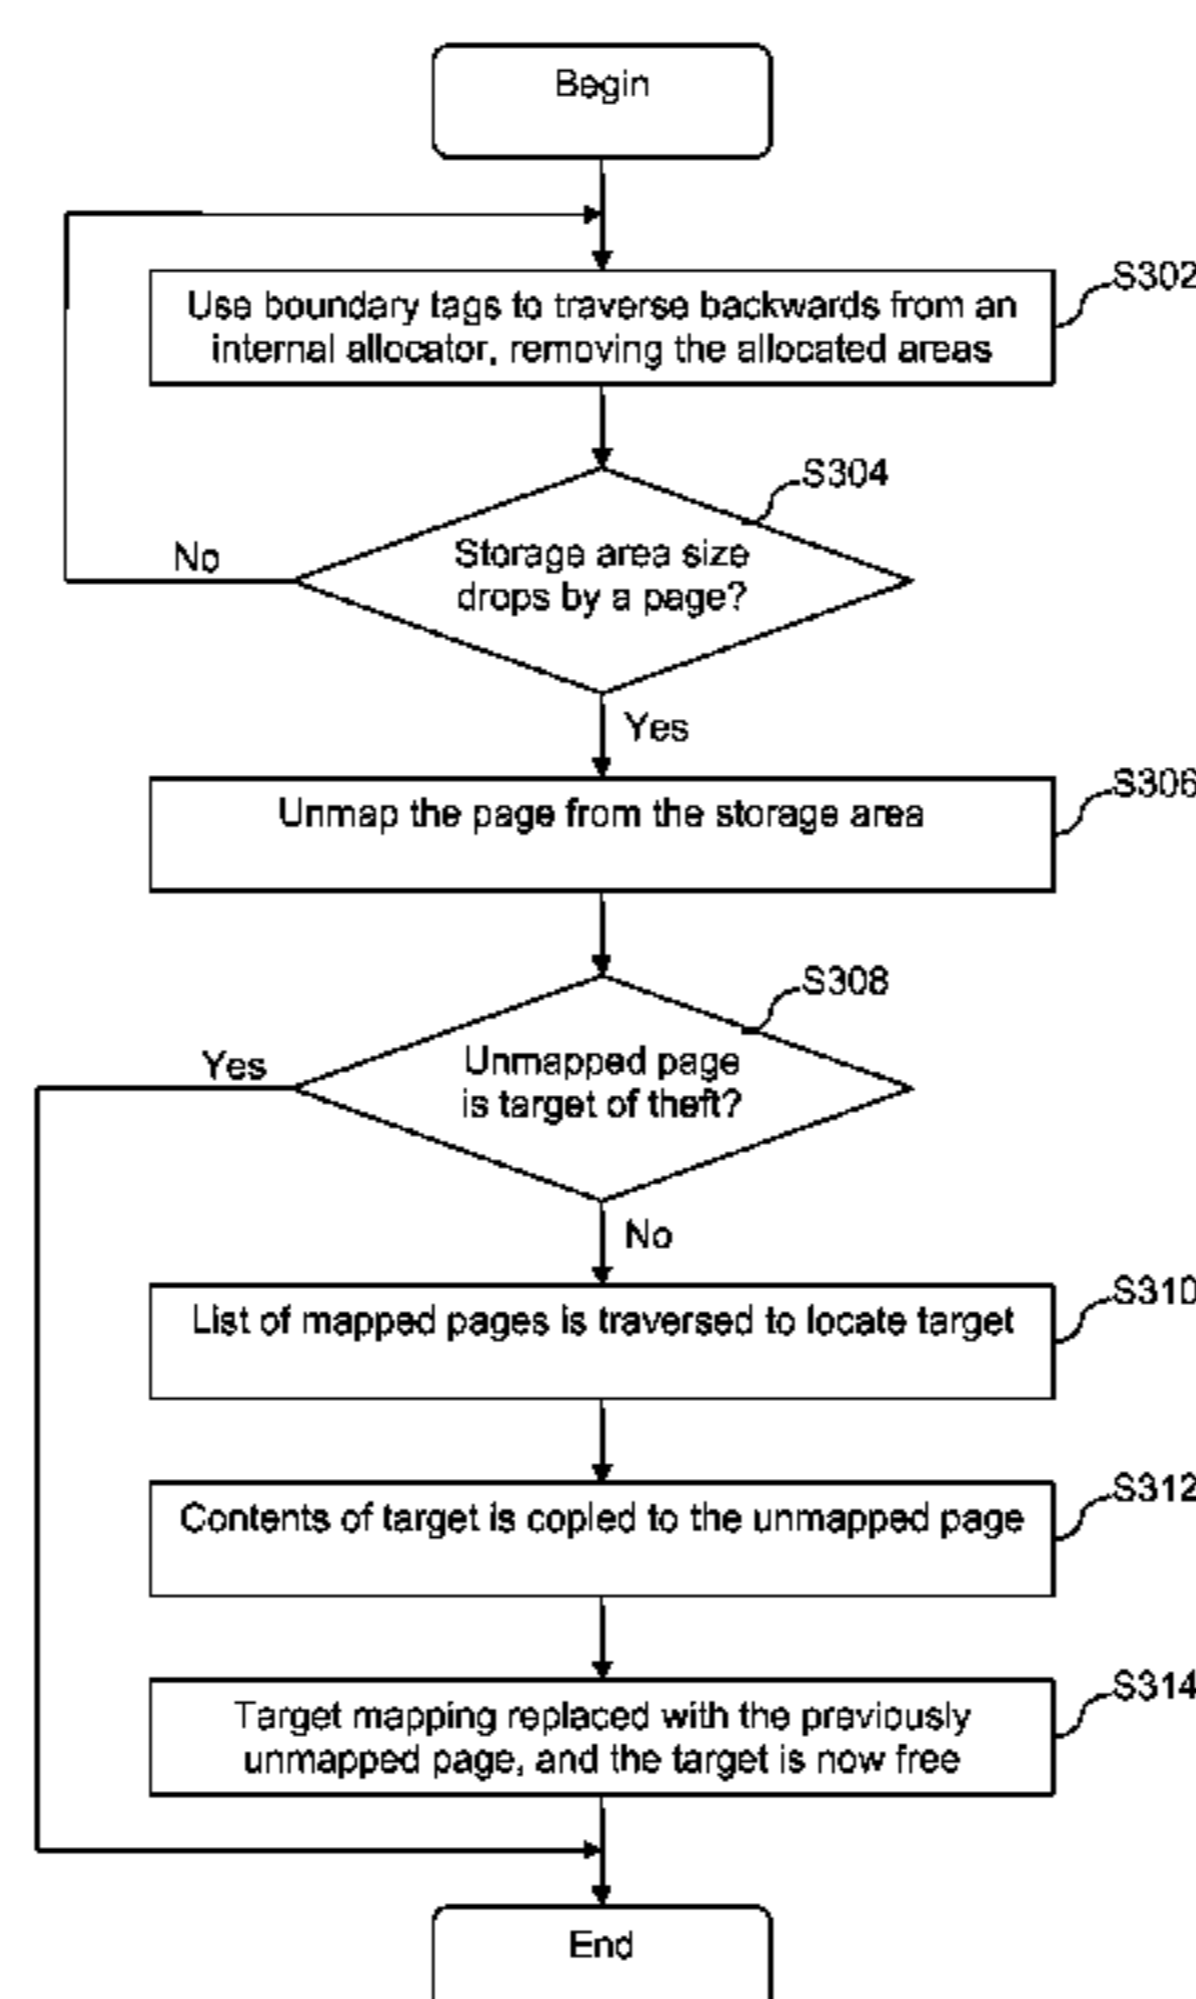 Begin
S302
Use boundary tags to traverse backwards from an
internal allocator, removing the allocated areas
S304
Storage area size
drops by a page?
No
Yes
S306
Unmap the page from the storage area
S308
Unmapped page
is target of theft?
Yes
No
S310
List of mapped pages is traversed to locate target
S312
Contents of target is copied to the unmapped page
S314
Target mapping replaced with the previously
unmapped page, and the target is now free
End